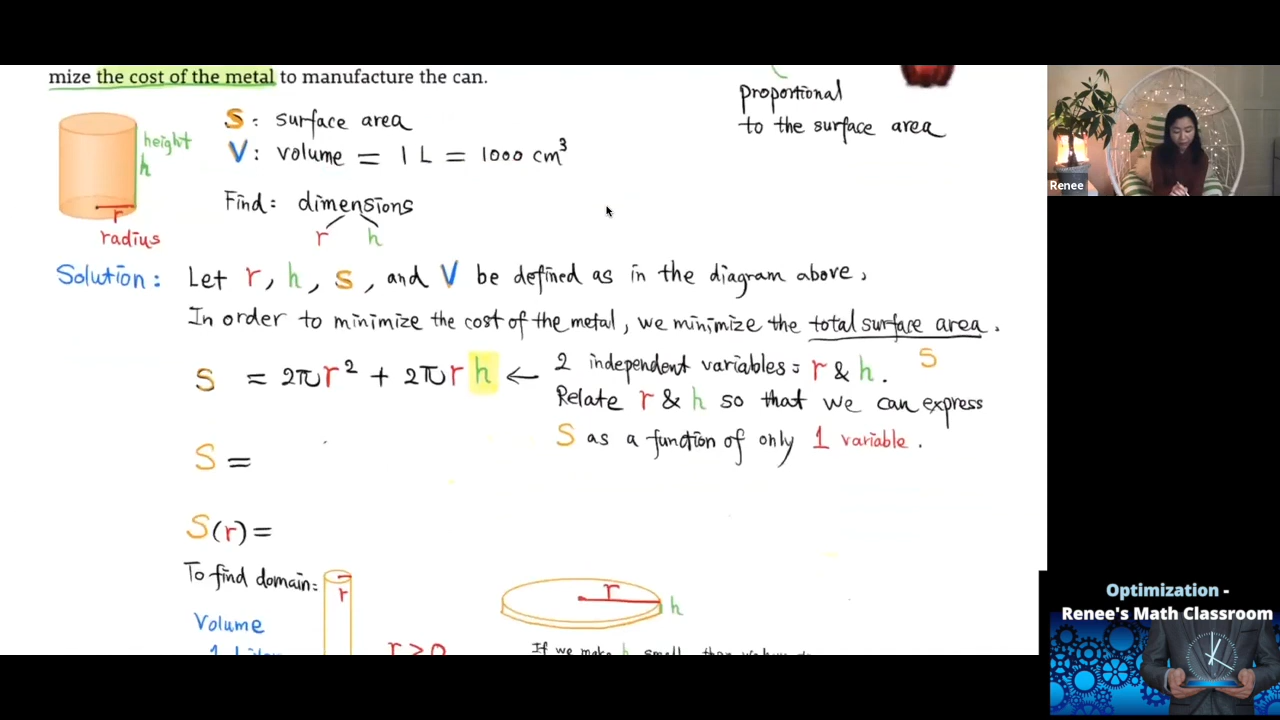 mize the cost of the metal to manufacture the can.
proportional
to the surface area
height
h
r
radius
S: surface area
V: volume = 1 L = 1000 cm³
Find: dimensions
r h
Solution: Let r, h, S, and V be defined as in the diagram above,
In order to minimize the cost of the metal, we minimize the total surface area.
S
S = 2πr² + 2πrh ← 2 independent variables: r & h.
Relate r & h so that we can express
S as a function of only 1 variable.
S =
S(r) =
To find domain:
r
r
h
Volume
r > 0
Renee
Optimization -
Renee's Math Classroom